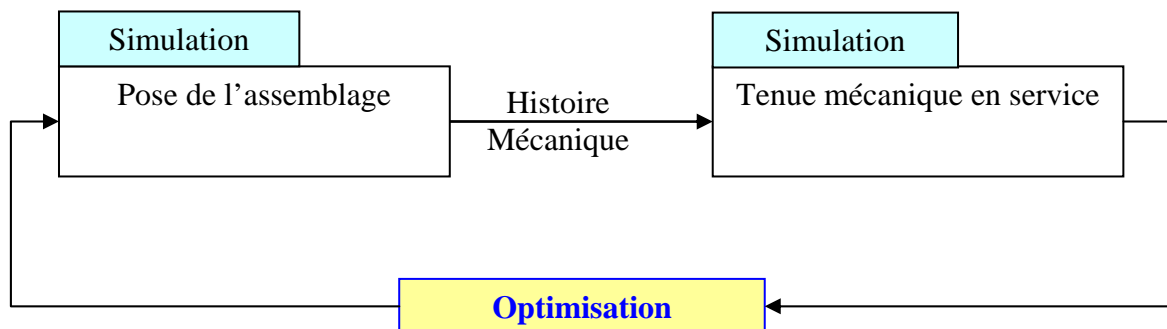 Simulation
Pose de l’assemblage
Histoire
Mécanique
Simulation
Tenue mécanique en service
Optimisation